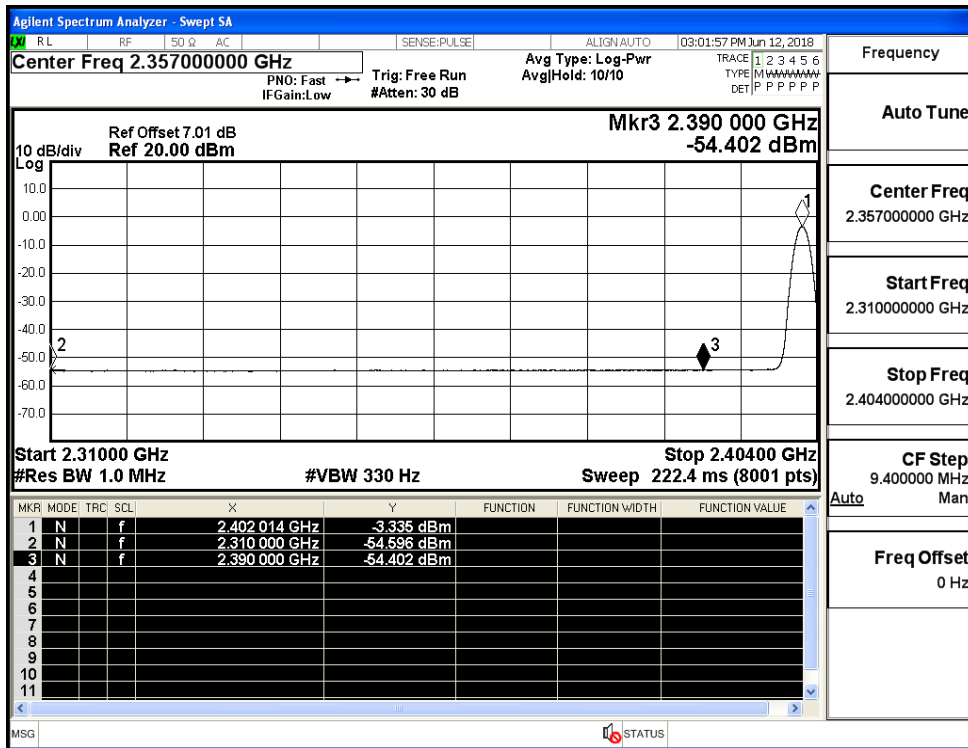 Agilent Spectrum Analyzer - Swept SA
LXI RL RF 50 Ω AC SENSE:PULSE ALIGNAUTO 03:01:57 PM Jun 12, 2018
Center Freq 2.357000000 GHz
PNO: Fast
IFGain:Low
Trig: Free Run
#Atten: 30 dB
Avg Type: Log-Pwr
Avg|Hold: 10/10
TRACE 1 2 3 4 5 6
TYPE M WWWWW
DET P P P P P P
Ref Offset 7.01 dB
10 dB/div Ref 20.00 dBm
Log
Mkr3 2.390 000 GHz
-54.402 dBm
10.0
0.00
-10.0
-20.0
-30.0
-40.0
-50.0
-60.0
-70.0
1
2
3
Start 2.31000 GHz Stop 2.40400 GHz
#Res BW 1.0 MHz #VBW 330 Hz Sweep 222.4 ms (8001 pts)
MKR MODE TRC SCL X Y FUNCTION FUNCTION WIDTH FUNCTION VALUE
1 N f 2.402 014 GHz -3.335 dBm
2 N f 2.310 000 GHz -54.596 dBm
3 N f 2.390 000 GHz -54.402 dBm
4
5
6
7
8
9
10
11
MSG STATUS
Frequency
Auto Tune
Center Freq
2.357000000 GHz
Start Freq
2.310000000 GHz
Stop Freq
2.404000000 GHz
CF Step
9.400000 MHz
Auto Man
Freq Offset
0 Hz